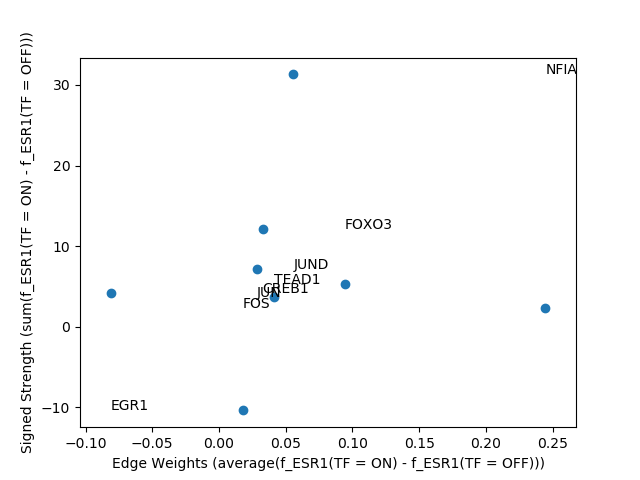 Signed Strength (sum(f_ESR1(TF = ON) - f_ESR1(TF = OFF)))
30
20
10
0
−10
NFIA
FOXO3
JUND
TEAD1
CREB1
JUN
FOS
EGR1
−0.10
−0.05
0.00
0.05
0.10
0.15
0.20
0.25
Edge Weights (average(f_ESR1(TF = ON) - f_ESR1(TF = OFF)))